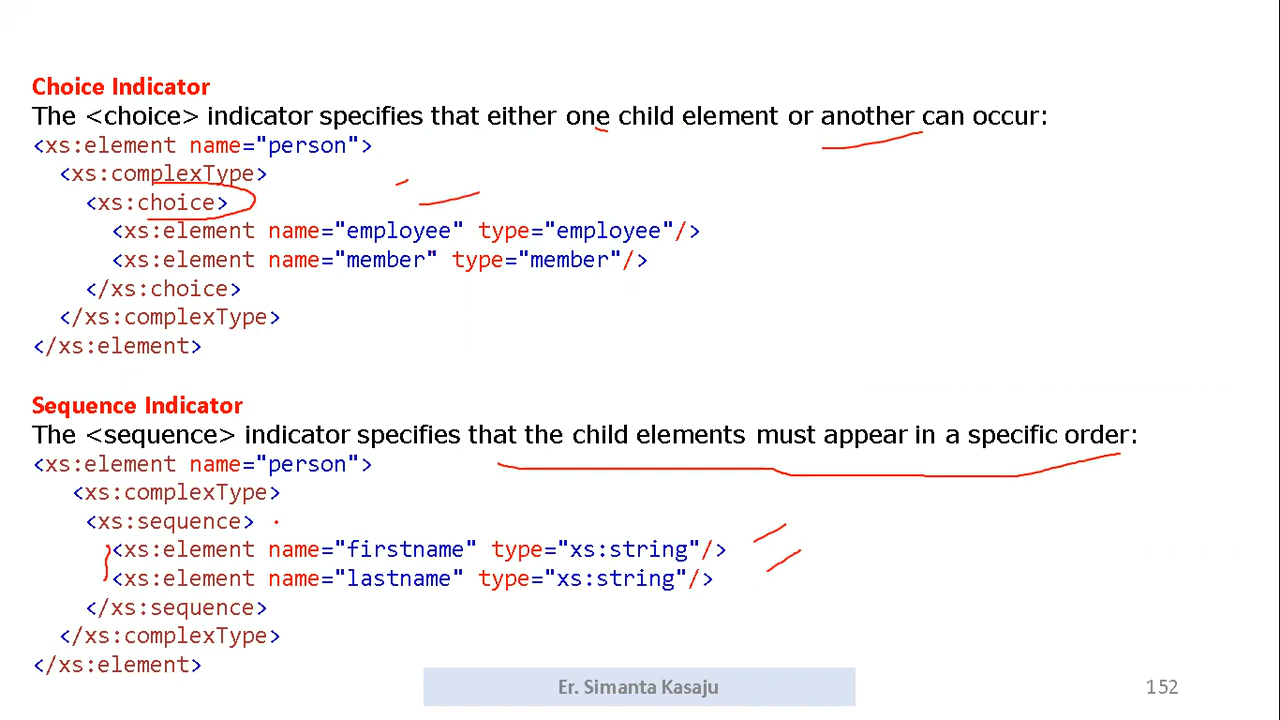 Choice Indicator
The <choice> indicator specifies that either one child element or another can occur:
<xs:element name="person">
<xs:complexType>
<xs:choice>
<xs:element name="employee" type="employee"/>
<xs:element name="member" type="member"/>
</xs:choice>
</xs:complexType>
</xs:element>
Sequence Indicator
The <sequence> indicator specifies that the child elements must appear in a specific order:
<xs:element name="person">
<xs:complexType>
<xs:sequence>
<xs:element name="firstname" type="xs:string"/>
<xs:element name="lastname" type="xs:string"/>
</xs:sequence>
</xs:complexType>
</xs:element>
Er. Simanta Kasaju
152